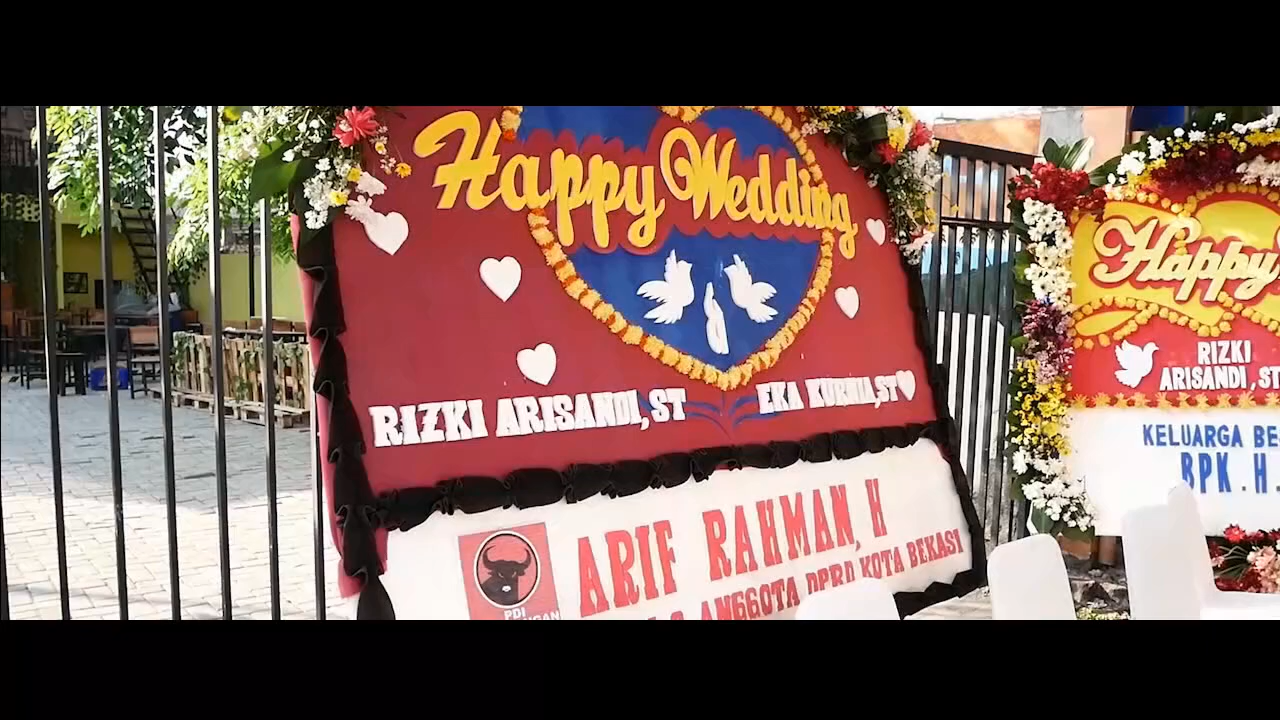 Happy Wedding
RIZKI ARISANDI, ST
EKA KURNIA, ST
ARIF RAHMAN, H
ANGGOTA DPRD KOTA BEKASI
PDI
Happy
RIZKI
ARISANDI, ST
KELUARGA BE
BPK. H.